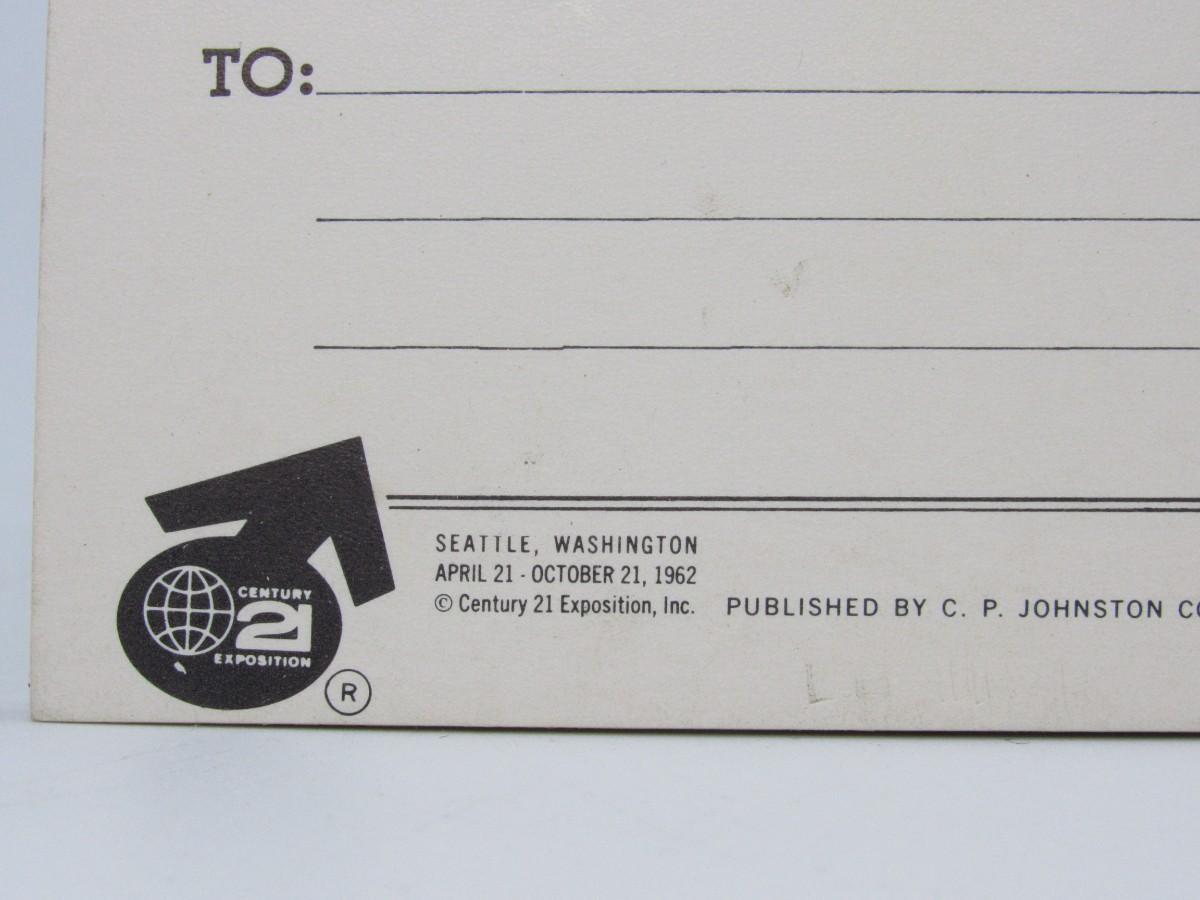 TO:
SEATTLE, WASHINGTON
APRIL 21 - OCTOBER 21, 1962
© Century 21 Exposition, Inc.
PUBLISHED BY C. P. JOHNSTON
CENTURY
21
EXPOSITION
®